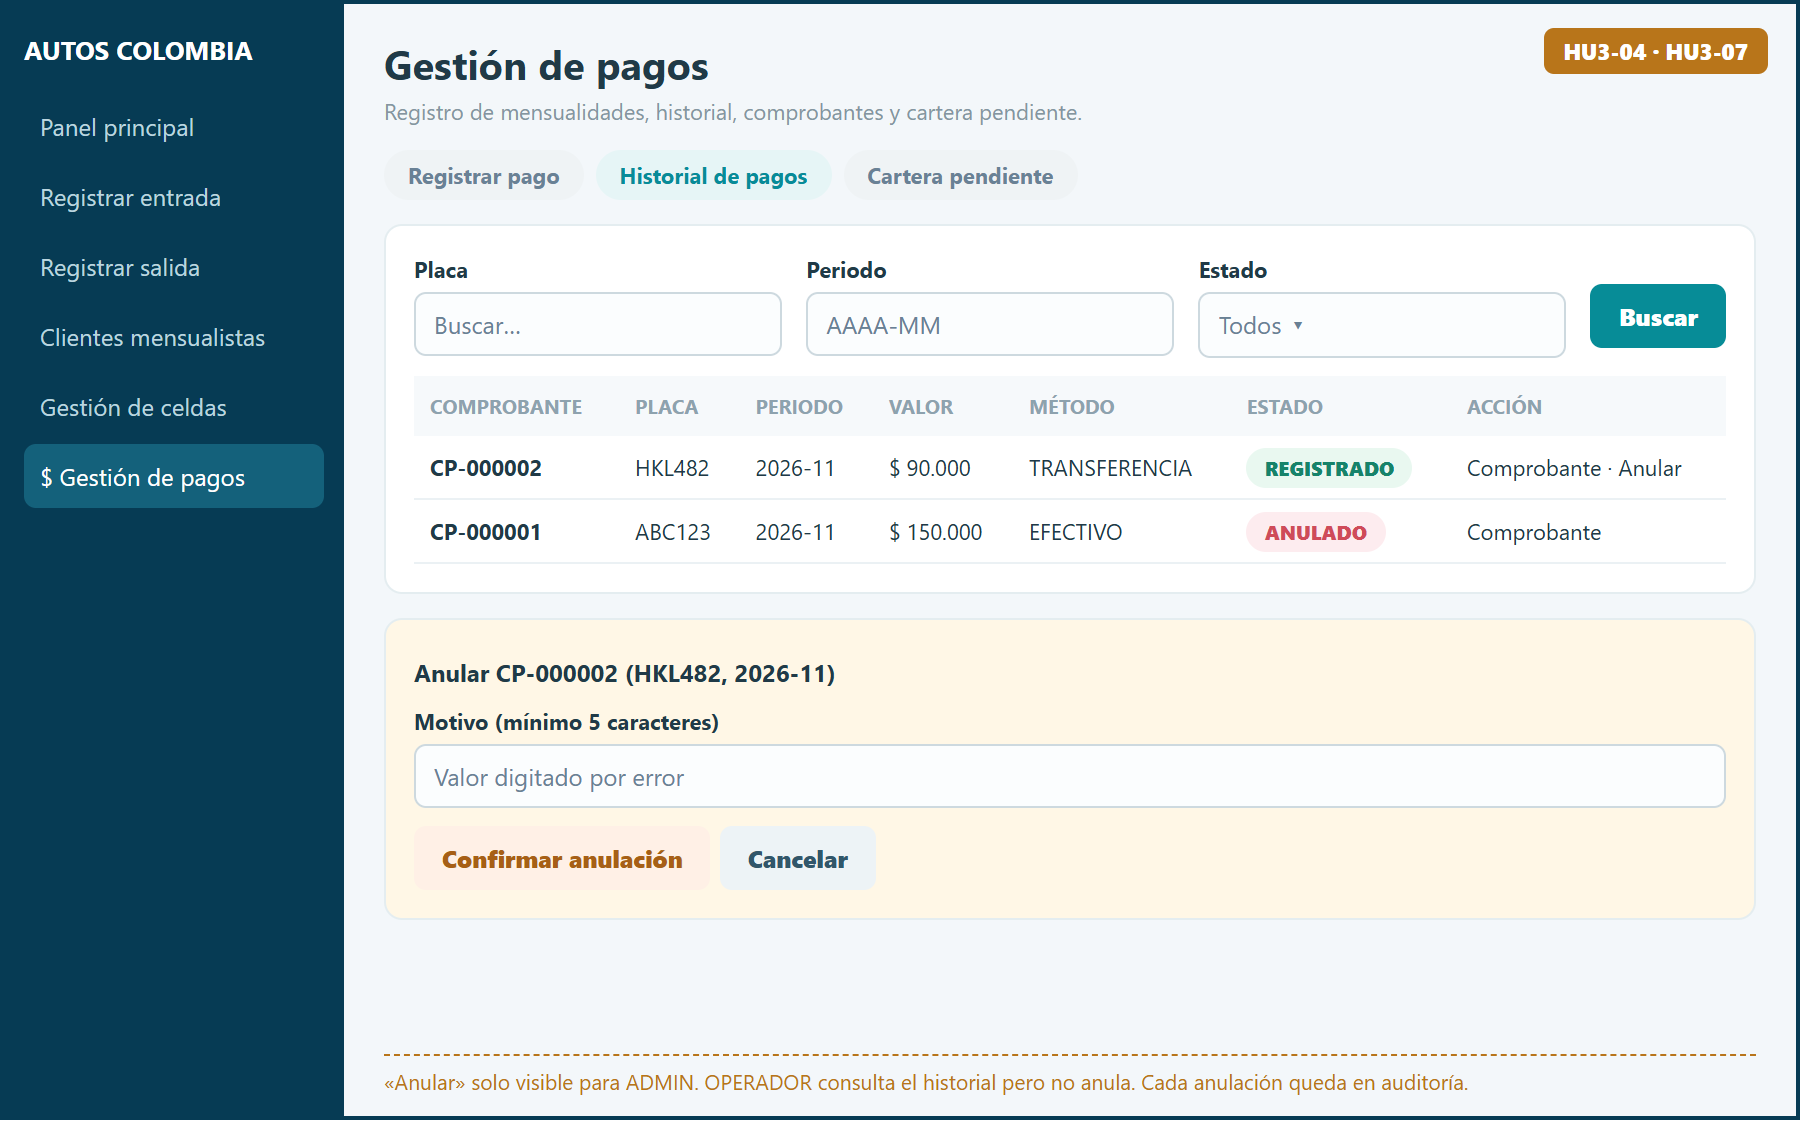 AUTOS COLOMBIA
Panel principal
Registrar entrada
Registrar salida
Clientes mensualistas
Gestión de celdas
$ Gestión de pagos
Gestión de pagos
HU3-04 · HU3-07
Registro de mensualidades, historial, comprobantes y cartera pendiente.
Registrar pago Historial de pagos Cartera pendiente
Placa Periodo Estado
Buscar... AAAA-MM Todos ▾ Buscar
COMPROBANTE PLACA PERIODO VALOR MÉTODO ESTADO ACCIÓN
CP-000002 HKL482 2026-11 $ 90.000 TRANSFERENCIA REGISTRADO Comprobante · Anular
CP-000001 ABC123 2026-11 $ 150.000 EFECTIVO ANULADO Comprobante
Anular CP-000002 (HKL482, 2026-11)
Motivo (mínimo 5 caracteres)
Valor digitado por error
Confirmar anulación Cancelar
«Anular» solo visible para ADMIN. OPERADOR consulta el historial pero no anula. Cada anulación queda en auditoría.